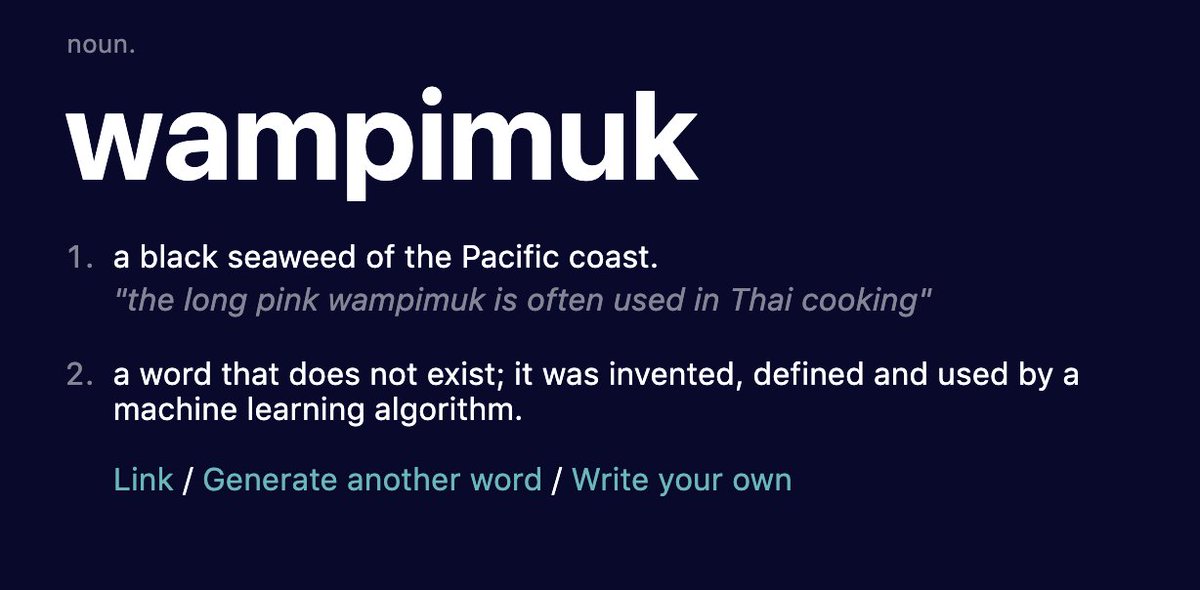 noun.
wampimuk
1. a black seaweed of the Pacific coast.
"the long pink wampimuk is often used in Thai cooking"
2. a word that does not exist; it was invented, defined and used by a
machine learning algorithm.
Link / Generate another word / Write your own